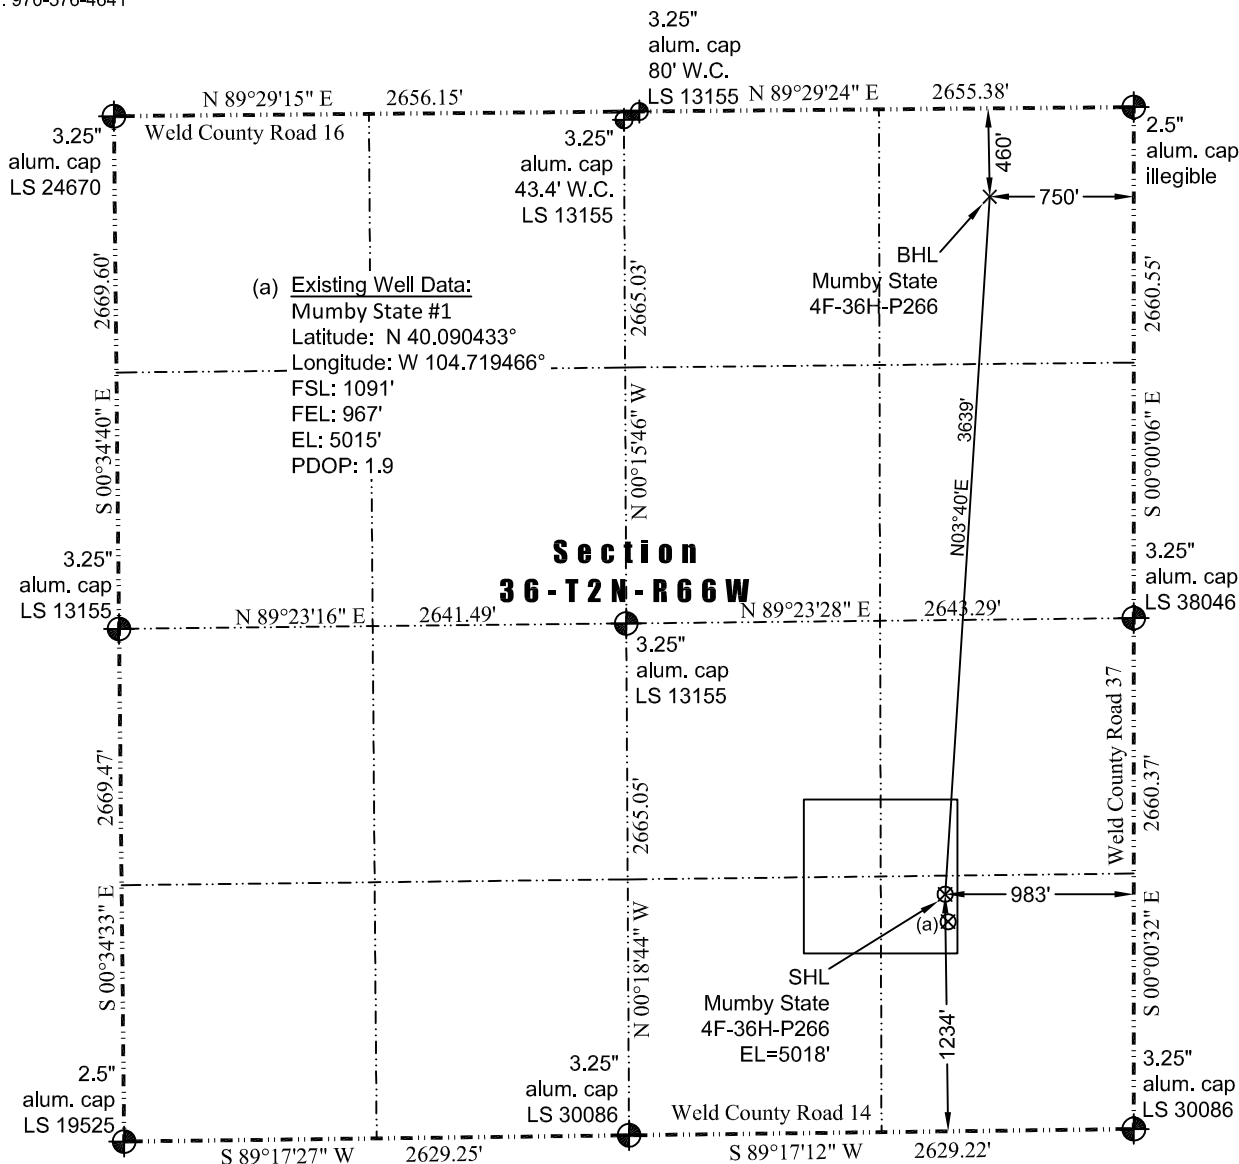 : 970-576-4641
3.25"
alum. cap
80' W.C.
LS 13155
N 89°29'15" E 2656.15'
N 89°29'24" E 2655.38'
Weld County Road 16
3.25"
alum. cap
LS 24670
3.25"
alum. cap
43.4' W.C.
LS 13155
2.5"
alum. cap
illegible
460'
750'
BHL
Mumby State
4F-36H-P266
(a) Existing Well Data:
Mumby State #1
Latitude: N 40.090433°
Longitude: W 104.719466°
FSL: 1091'
FEL: 967'
EL: 5015'
PDOP: 1.9
2669.60'
S 00°34'40" E
2665.03'
N 00°15'46" W
3639'
N03°40'E
2660.55'
S 00°00'06" E
Section
36-T2N-R66W
3.25"
alum. cap
LS 13155
3.25"
alum. cap
LS 38046
N 89°23'16" E 2641.49'
N 89°23'28" E 2643.29'
3.25"
alum. cap
LS 13155
2669.47'
S 00°34'33" E
2665.05'
N 00°18'44" W
Weld County Road 37
2660.37'
S 00°00'32" E
983'
(a)
1234'
SHL
Mumby State
4F-36H-P266
EL=5018'
2.5"
alum. cap
LS 19525
3.25"
alum. cap
LS 30086
Weld County Road 14
3.25"
alum. cap
LS 30086
S 89°17'27" W 2629.25'
S 89°17'12" W 2629.22'